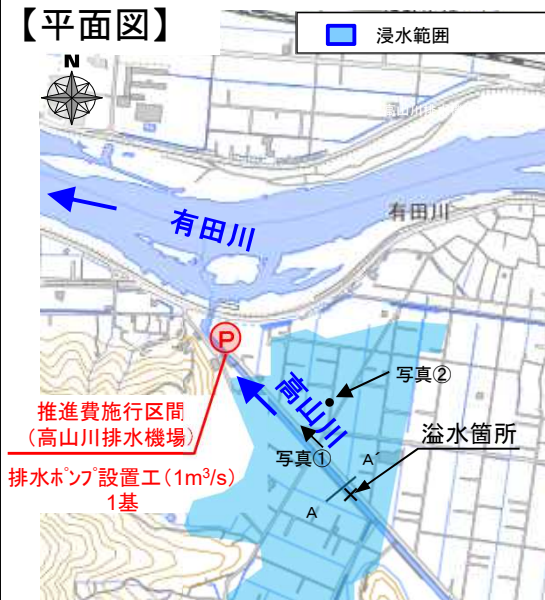 【平面図】
浸水範囲
N
有田川
有田川
P
高山川
写真②
推進費施行区間
(高山川排水機場)
写真①
溢水箇所
A´
排水ﾎﾟﾝﾌﾟ設置工(1m³/s)
1基
A